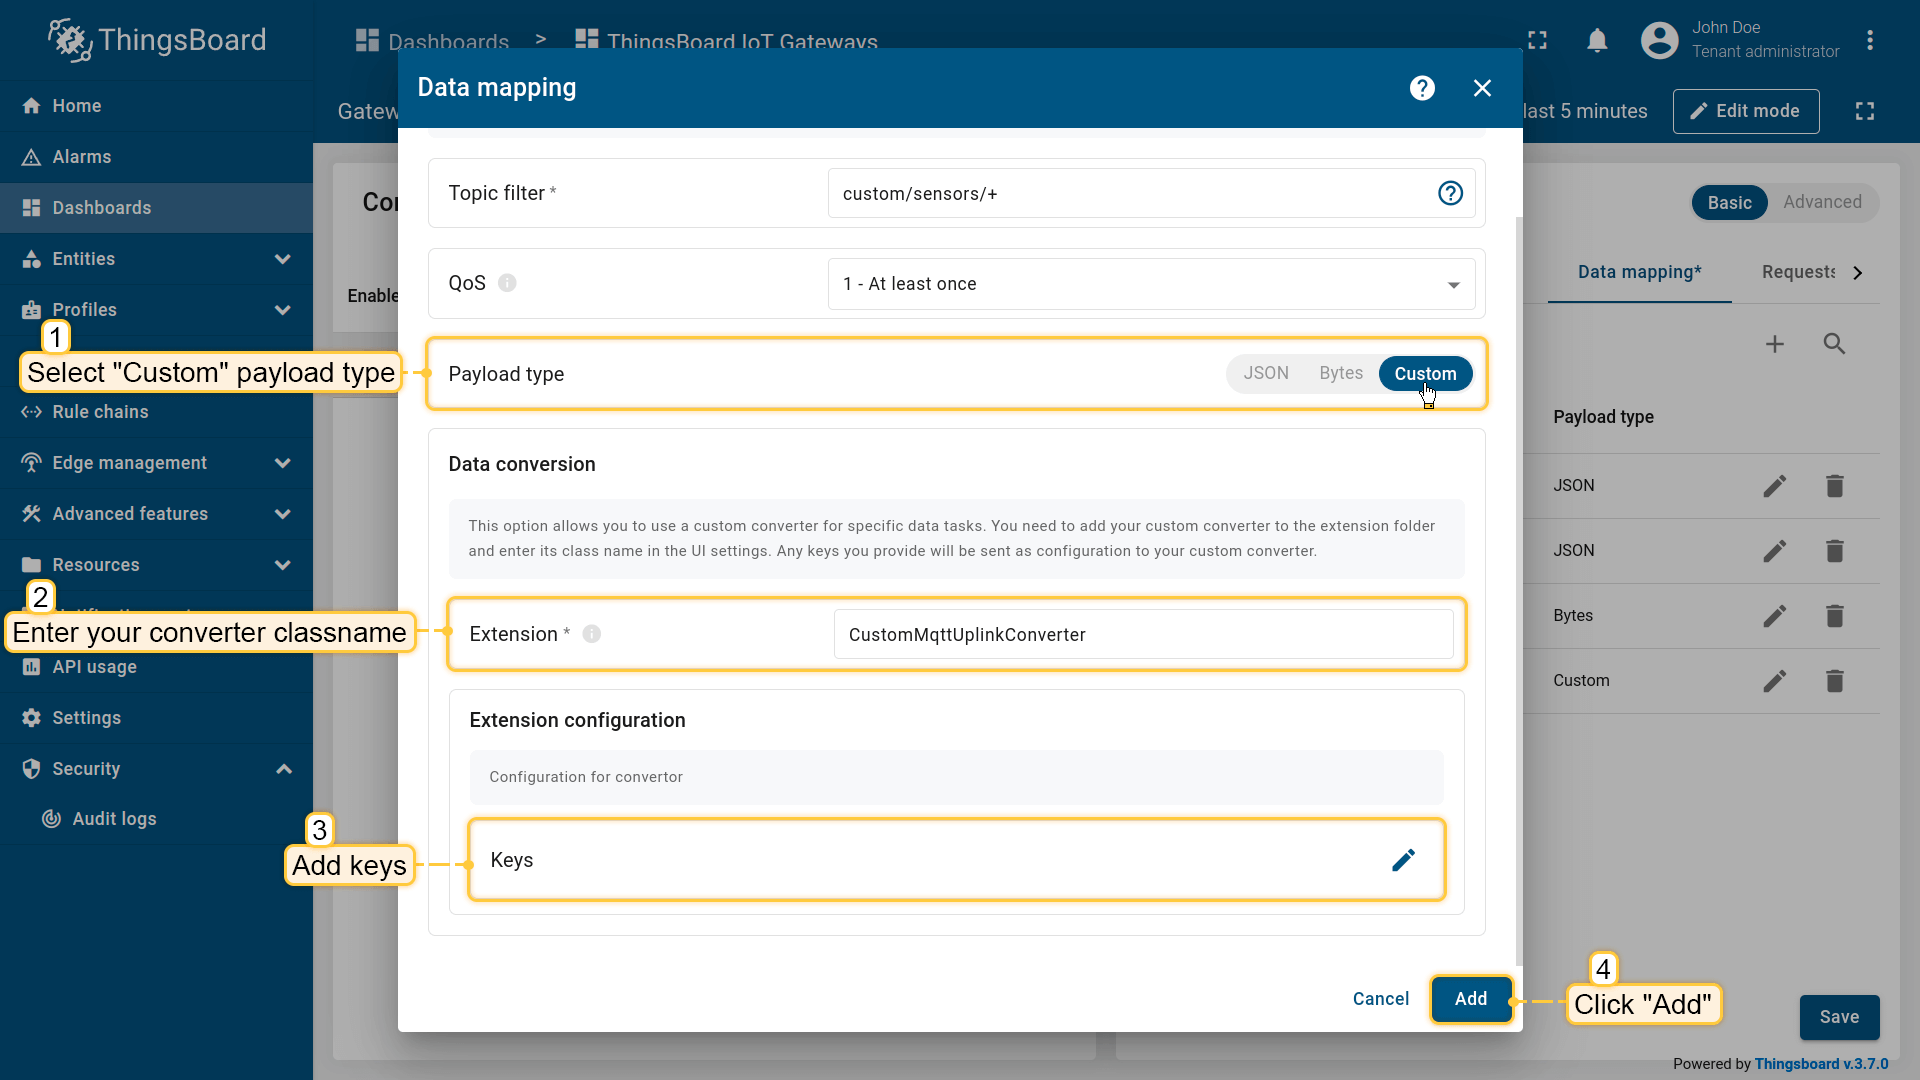 ThingsBoard
Dashboards > ThingsBoard IoT Gateways
John Doe
Tenant administrator
Home
Alarms
Dashboards
Entities
Profiles
1
Select "Custom" payload type
Rule chains
Edge management
Advanced features
Resources
2
Enter your converter classname
API usage
Settings
Security
Audit logs
3
Add keys
Gatew
last 5 minutes
Edit mode
Enable
Data mapping
Topic filter *
custom/sensors/+
QoS
1 - At least once
Payload type
JSON Bytes Custom
Data conversion
This option allows you to use a custom converter for specific data tasks. You need to add your custom converter to the extension folder
and enter its class name in the UI settings. Any keys you provide will be sent as configuration to your custom converter.
Extension *
CustomMqttUplinkConverter
Extension configuration
Configuration for convertor
Keys
Cancel Add
4
Click "Add"
Basic Advanced
Data mapping* Requests
Payload type
JSON
JSON
Bytes
Custom
Save
Powered by Thingsboard v.3.7.0